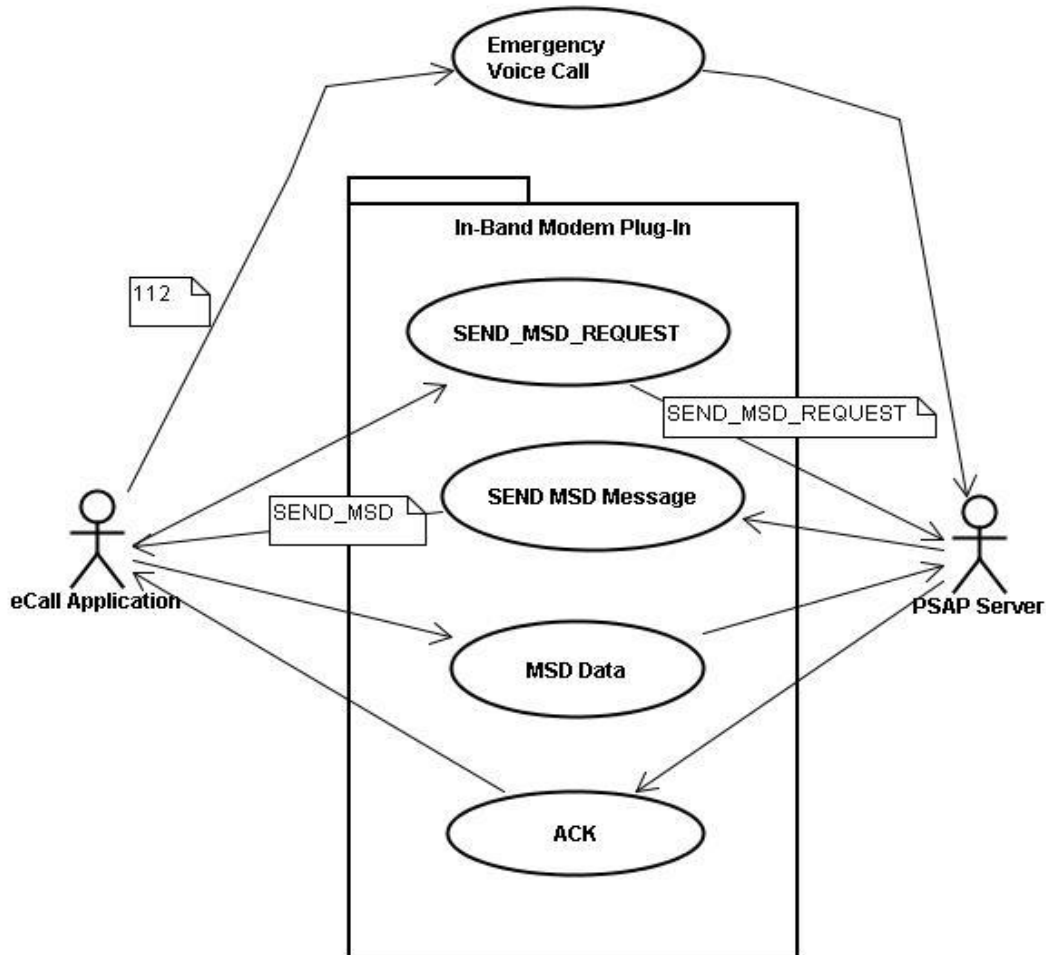 Emergency
Voice Call
In-Band Modem Plug-In
112
SEND_MSD_REQUEST
SEND_MSD_REQUEST
SEND MSD Message
SEND_MSD
eCall Application
PSAP Server
MSD Data
ACK